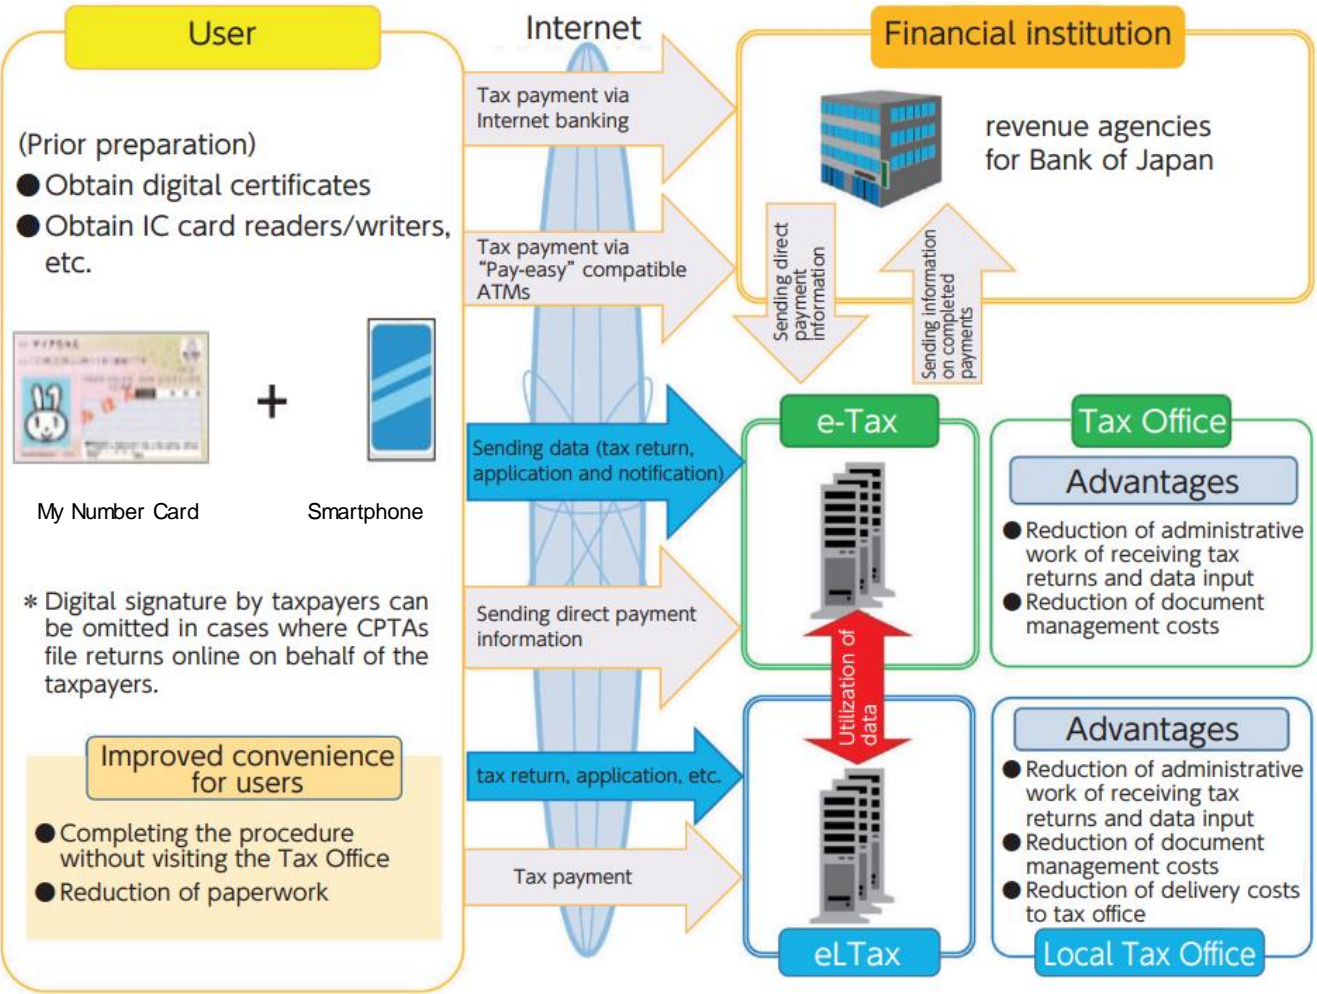 User
(Prior preparation)
● Obtain digital certificates
● Obtain IC card readers/writers,
etc.
マイナちゃん
+
My Number Card
Smartphone
* Digital signature by taxpayers can
be omitted in cases where CPTAs
file returns online on behalf of the
taxpayers.
Improved convenience
for users
● Completing the procedure
without visiting the Tax Office
● Reduction of paperwork
Internet
Tax payment via
Internet banking
Tax payment via
“Pay-easy” compatible
ATMs
Sending data (tax return,
application and notification)
Sending direct payment
information
tax return, application, etc.
Tax payment
Financial institution
revenue agencies
for Bank of Japan
Sending direct
payment
information
Sending information
on completed
payments
e-Tax
Utilization of
data
eLTax
Tax Office
Advantages
● Reduction of administrative
work of receiving tax
returns and data input
● Reduction of document
management costs
Advantages
● Reduction of administrative
work of receiving tax
returns and data input
● Reduction of document
management costs
● Reduction of delivery costs
to tax office
Local Tax Office